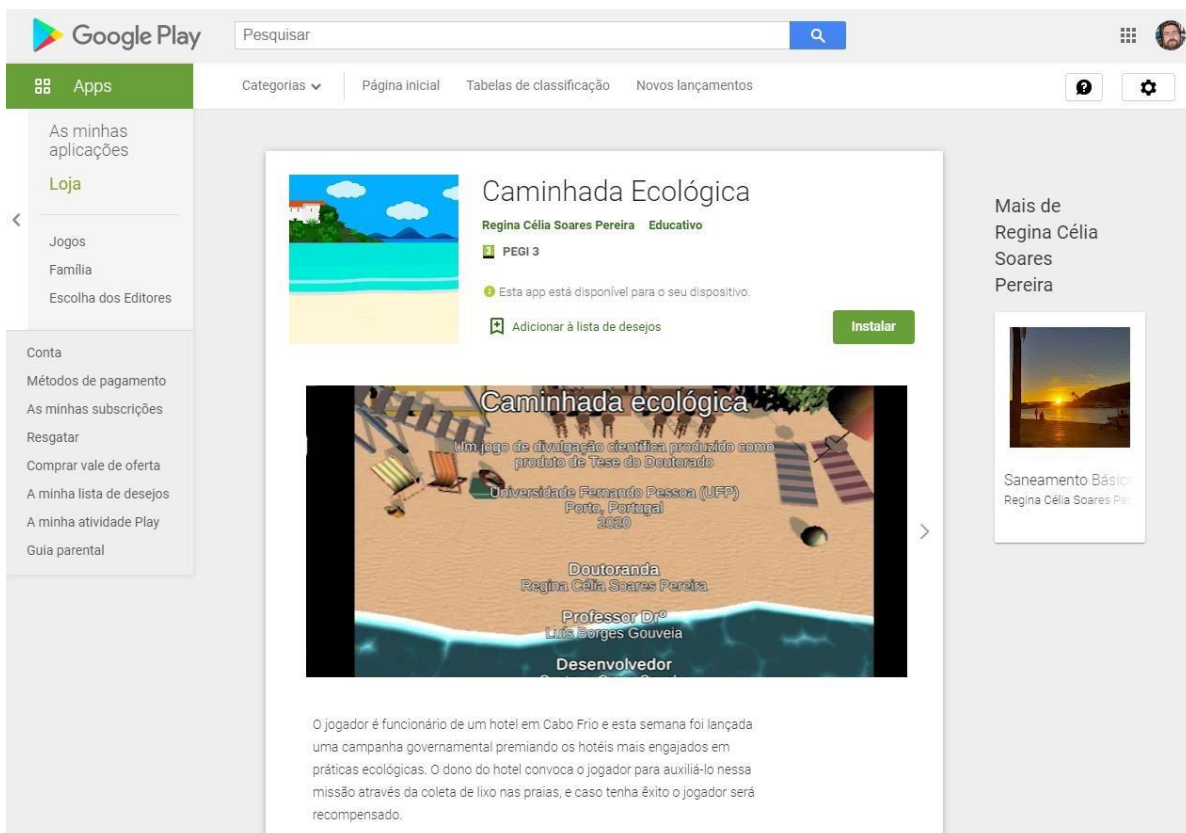 Google Play
Pesquisar
Apps
Categorias
Página inicial
Tabelas de classificação
Novos lançamentos
As minhas
aplicações
Loja
Jogos
Família
Escolha dos Editores
Conta
Métodos de pagamento
As minhas subscrições
Resgatar
Comprar vale de oferta
A minha lista de desejos
A minha atividade Play
Guia parental
Caminhada Ecológica
Regina Célia Soares Pereira Educativo
3 PEGI 3
Esta app está disponível para o seu dispositivo.
Adicionar à lista de desejos
Instalar
Caminhada ecológica
Um jogo de divulgação científica produzido como
produto de Tese do Doutorado
Universidade Fernando Pessoa (UFP)
Porto, Portugal
2020
Doutoranda
Regina Célia Soares Pereira
Professor Drº
Luís Borges Gouveia
Desenvolvedor
O jogador é funcionário de um hotel em Cabo Frio e esta semana foi lançada
uma campanha governamental premiando os hotéis mais engajados em
práticas ecológicas. O dono do hotel convoca o jogador para auxiliá-lo nessa
missão através da coleta de lixo nas praias, e caso tenha êxito o jogador será
recompensado.
Mais de
Regina Célia
Soares
Pereira
Saneamento Básico
Regina Célia Soares Per